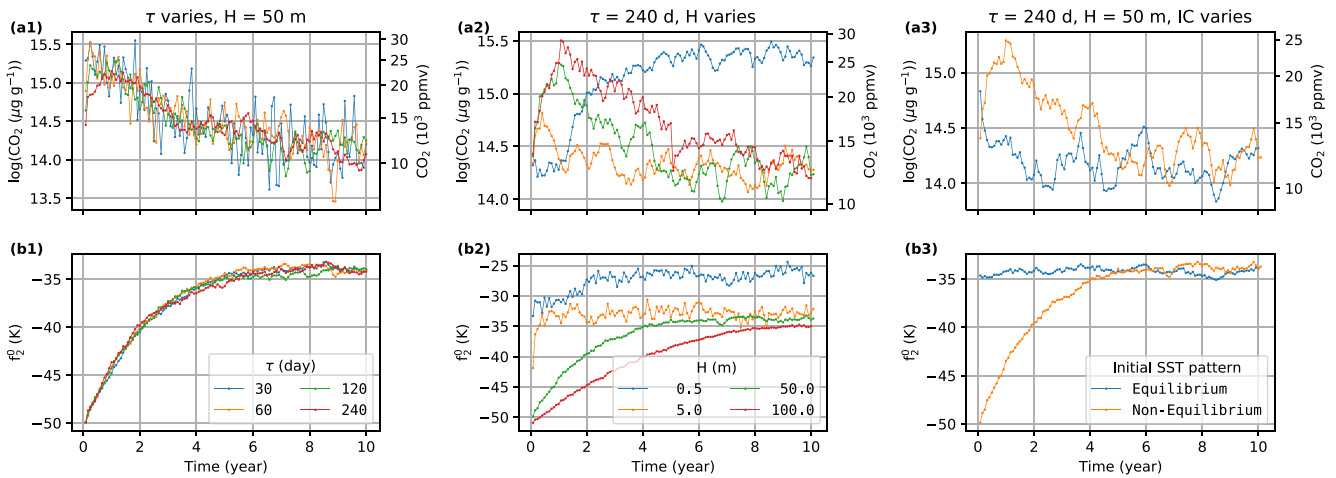 τ varies, H = 50 m
(a1)
log(CO₂ (μg g⁻¹))
15.5
15.0
14.5
14.0
13.5
30
25
20
15
10
CO₂ (10³ ppmv)
τ = 240 d, H varies
(a2)
log(CO₂ (μg g⁻¹))
15.5
15.0
14.5
14.0
30
25
20
15
10
CO₂ (10³ ppmv)
τ = 240 d, H = 50 m, IC varies
(a3)
log(CO₂ (μg g⁻¹))
15.0
14.5
14.0
25
20
15
10
CO₂ (10³ ppmv)
(b1)
f₂⁰ (K)
−35
−40
−45
−50
τ (day)
30 120
60 240
0 2 4 6 8 10
Time (year)
(b2)
f₂⁰ (K)
−25
−30
−35
−40
−45
−50
H (m)
0.5 50.0
5.0 100.0
0 2 4 6 8 10
Time (year)
(b3)
f₂⁰ (K)
−35
−40
−45
−50
Initial SST pattern
Equilibrium
Non-Equilibrium
0 2 4 6 8 10
Time (year)